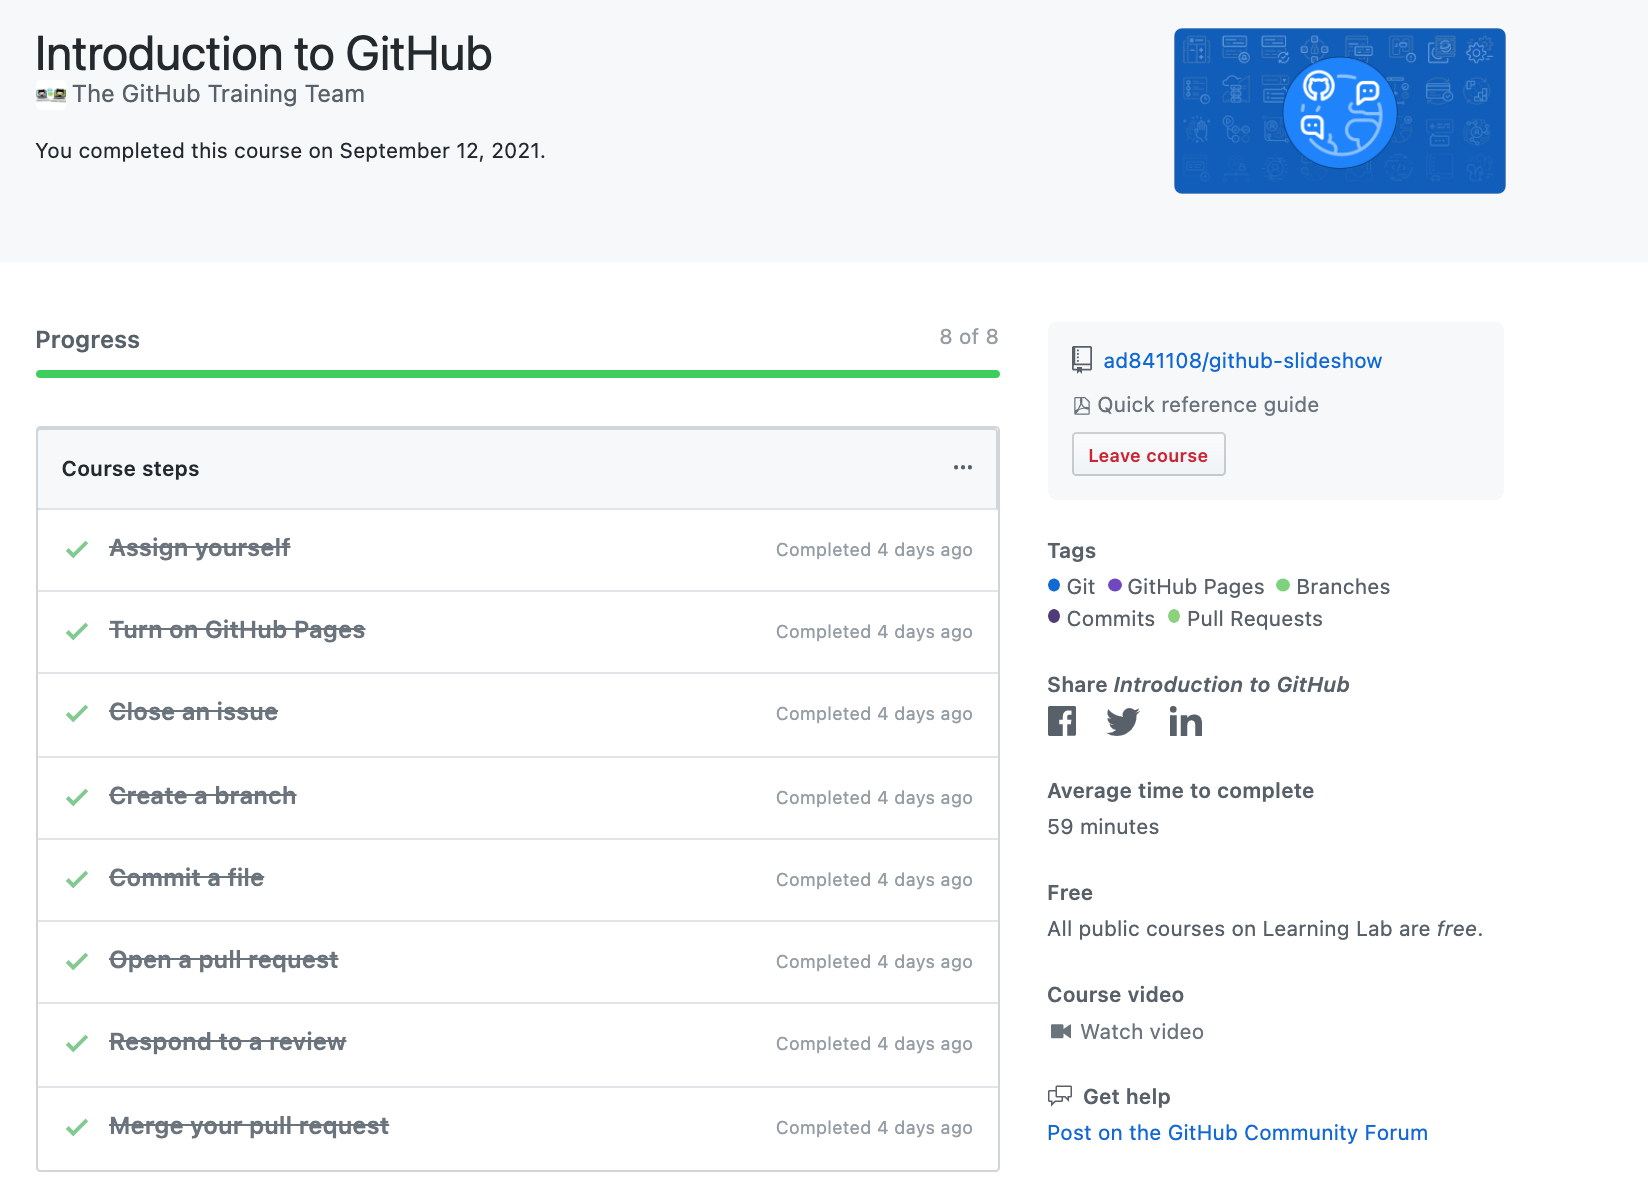 Introduction to GitHub
The GitHub Training Team
You completed this course on September 12, 2021.
Progress
8 of 8
Course steps
Assign yourself
Completed 4 days ago
Turn on GitHub Pages
Completed 4 days ago
Close an issue
Completed 4 days ago
Create a branch
Completed 4 days ago
Commit a file
Completed 4 days ago
Open a pull request
Completed 4 days ago
Respond to a review
Completed 4 days ago
Merge your pull request
Completed 4 days ago
ad841108/github-slideshow
Quick reference guide
Leave course
Tags
Git GitHub Pages Branches
Commits Pull Requests
Share Introduction to GitHub
Average time to complete
59 minutes
Free
All public courses on Learning Lab are free.
Course video
Watch video
Get help
Post on the GitHub Community Forum